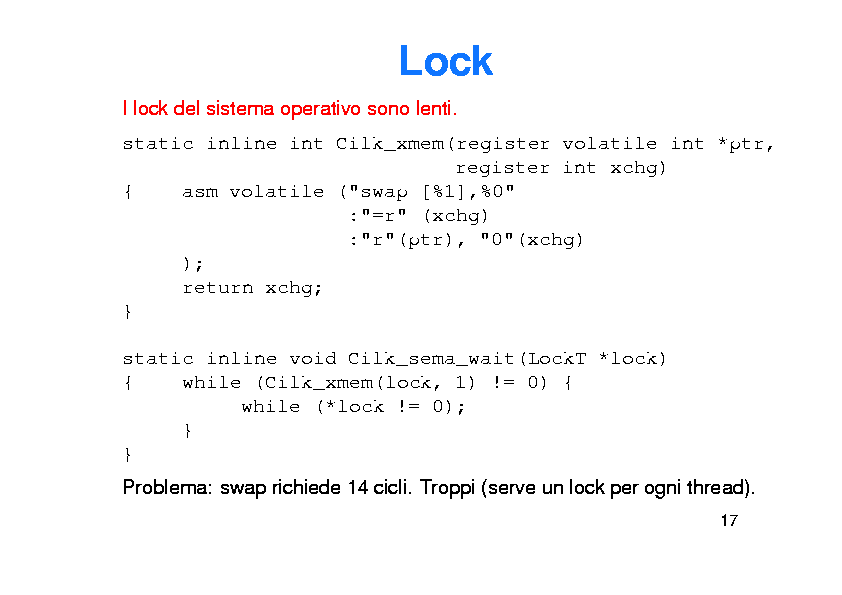 Lock
I lock del sistema operativo sono lenti.
static inline int Cilk_xmem(register volatile int *ptr,
                            register int xchg)
{    asm volatile ("swap [%1],%0"
                   :"=r" (xchg)
                   :"r"(ptr), "0"(xchg)
     );
     return xchg;
}
static inline void Cilk_sema_wait(LockT *lock)
{    while (Cilk_xmem(lock, 1) != 0) {
          while (*lock != 0);
     }
}
Problema: swap richiede 14 cicli. Troppi (serve un lock per ogni thread).
17